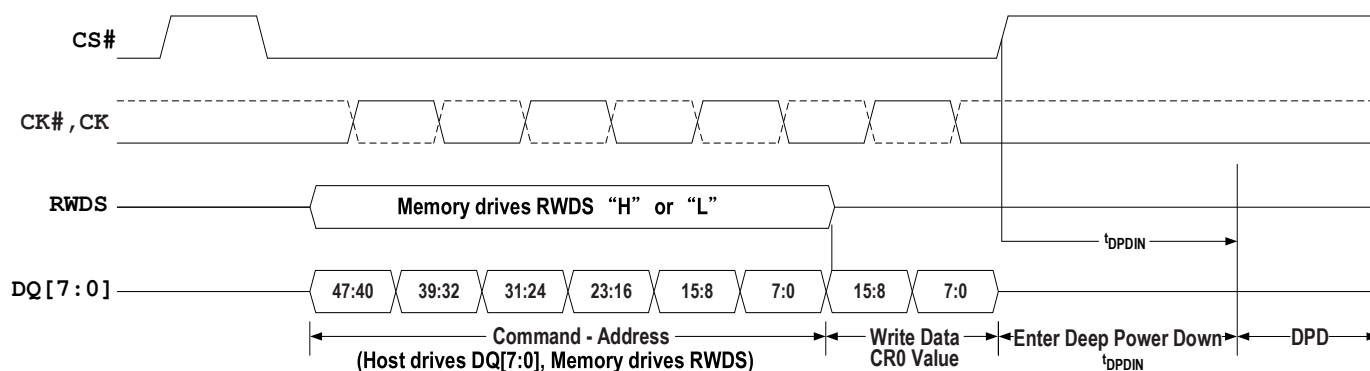 CS#
CK#,CK
RWDS
Memory drives RWDS “H” or “L”
tDPDIN
DQ[7:0]
47:40 39:32 31:24 23:16 15:8 7:0 15:8 7:0
Command - Address Write Data Enter Deep Power Down DPD
(Host drives DQ[7:0], Memory drives RWDS) CR0 Value tDPDIN